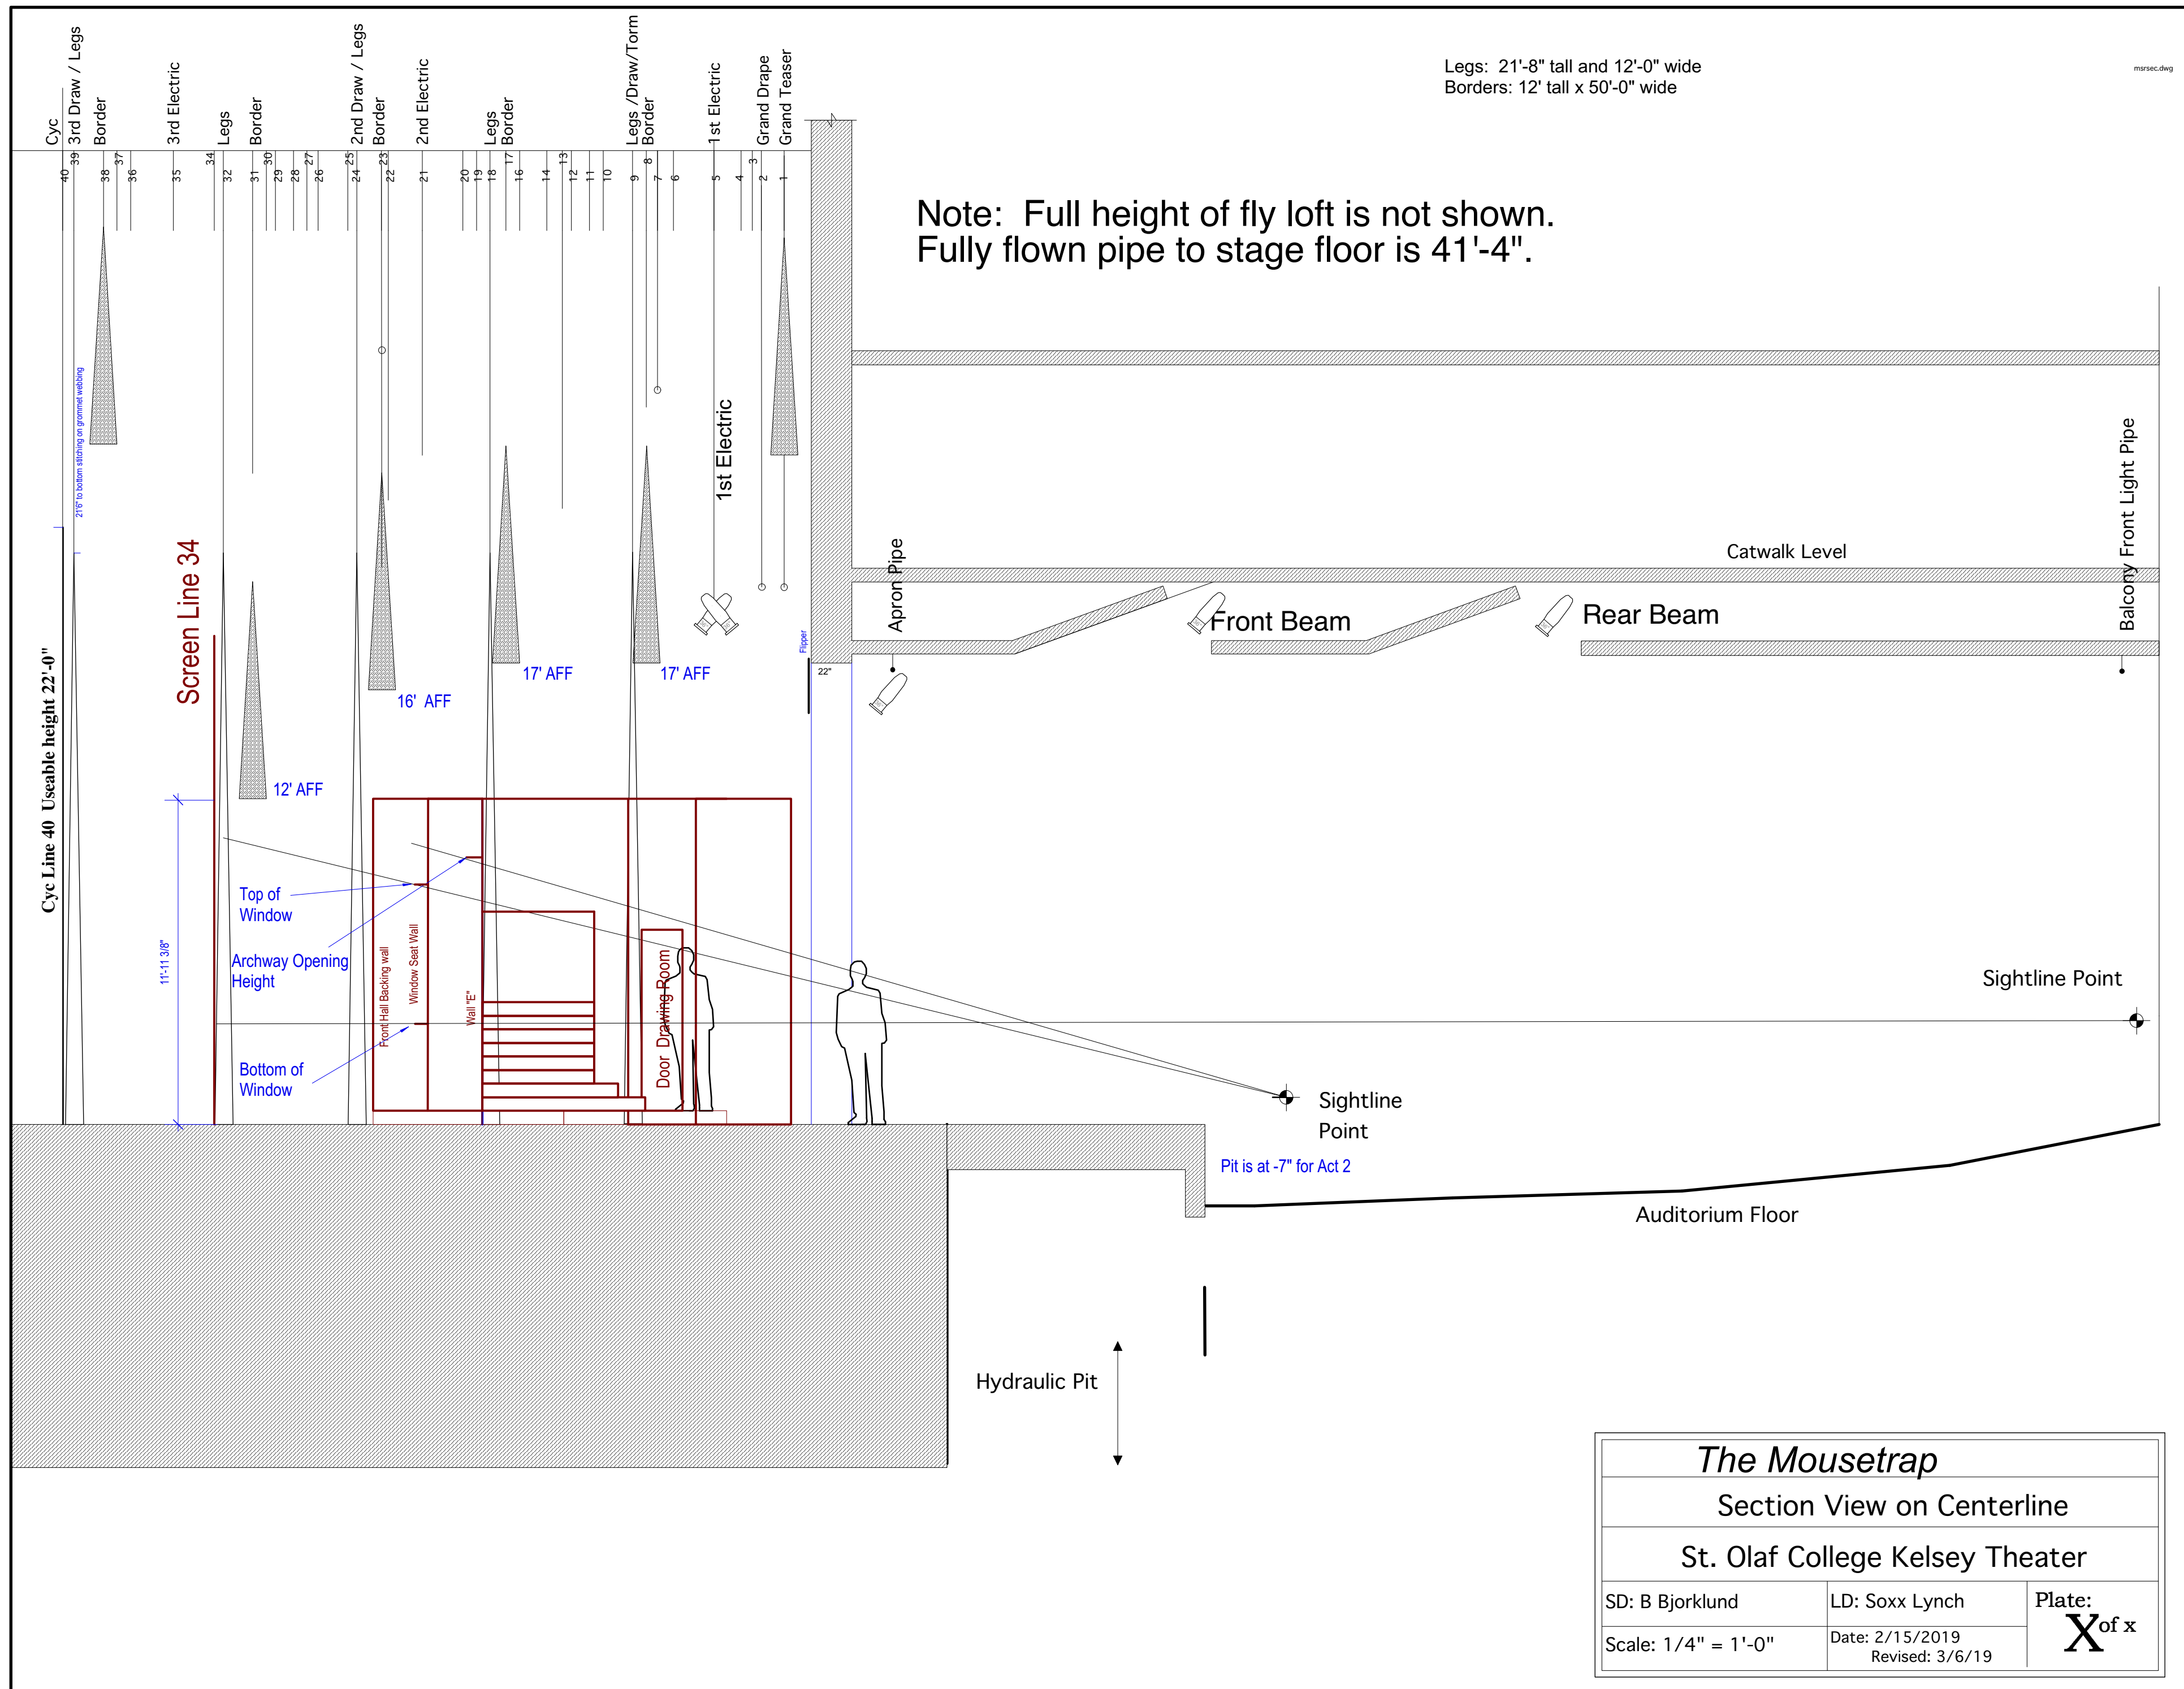 Cyc
3rd Draw / Legs
Border
3rd Electric
Legs
Border
2nd Draw / Legs
Border
2nd Electric
Legs
Border
Legs /Draw/Torm
Border
1st Electric
Grand Drape
Grand Teaser
40
39
38
37
36
35
34
32
31
30
29
28
27
26
25
24
23
22
21
20
19
18
17
16
14
13
12
11
10
9
8
7
6
5
4
3
2
1
Legs: 21'-8" tall and 12'-0" wide
Borders: 12' tall x 50'-0" wide
msrsec.dwg
Note: Full height of fly loft is not shown.
Fully flown pipe to stage floor is 41'-4".
21'6" to bottom stitching on grommet webbing
1st Electric
Screen Line 34
Cyc Line 40 Useable height 22'-0"
Apron Pipe
Catwalk Level
Balcony Front Light Pipe
Front Beam
Rear Beam
Flipper
22"
17' AFF
17' AFF
16' AFF
12' AFF
11'-11 3/8"
Top of
Window
Archway Opening
Height
Bottom of
Window
Front Hall Backing wall
Window Seat Wall
Wall "E"
Door Drawing Room
Sightline Point
Sightline
Point
Pit is at -7" for Act 2
Auditorium Floor
Hydraulic Pit
The Mousetrap
Section View on Centerline
St. Olaf College Kelsey Theater
SD: B Bjorklund
LD: Soxx Lynch
Plate:
X of x
Scale: 1/4" = 1'-0"
Date: 2/15/2019
Revised: 3/6/19